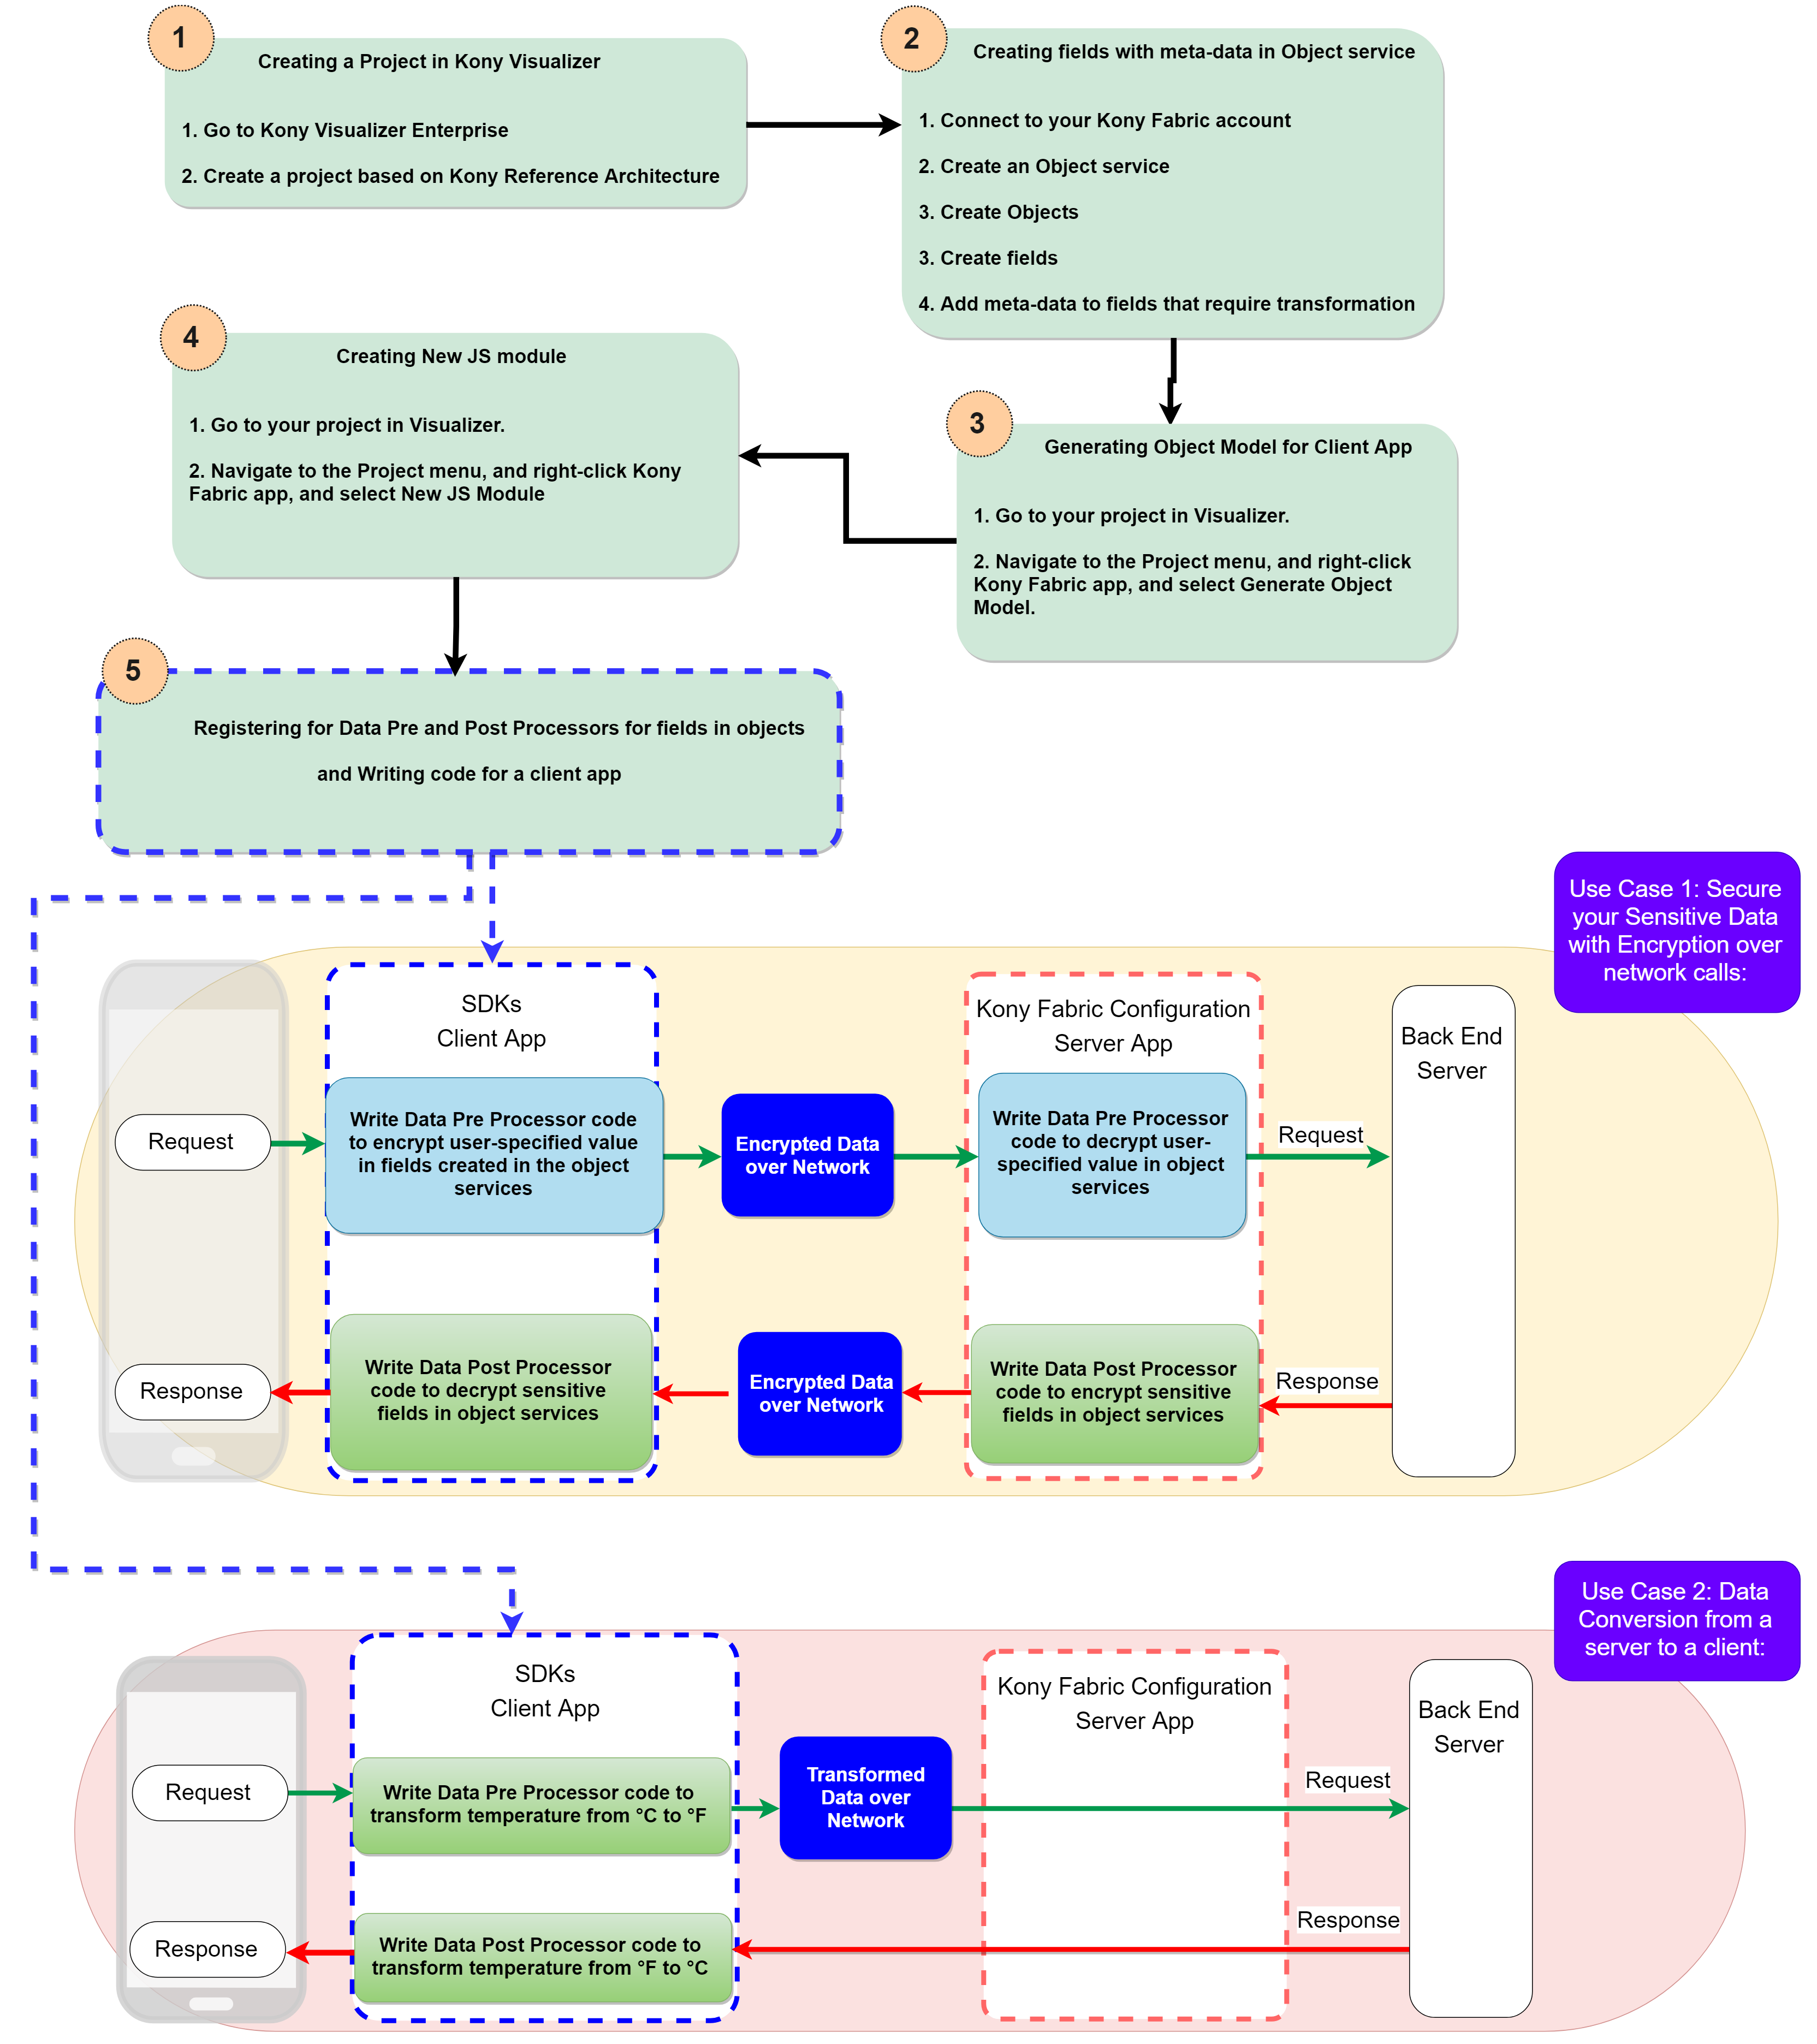 1
Creating a Project in Kony Visualizer
1. Go to Kony Visualizer Enterprise
2. Create a project based on Kony Reference Architecture
2
Creating fields with meta-data in Object service
1. Connect to your Kony Fabric account
2. Create an Object service
3. Create Objects
3. Create fields
4. Add meta-data to fields that require transformation
3
Generating Object Model for Client App
1. Go to your project in Visualizer.
2. Navigate to the Project menu, and right-click
Kony Fabric app, and select Generate Object
Model.
4
Creating New JS module
1. Go to your project in Visualizer.
2. Navigate to the Project menu, and right-click Kony
Fabric app, and select New JS Module
5
Registering for Data Pre and Post Processors for fields in objects
and Writing code for a client app
Use Case 1: Secure
your Sensitive Data
with Encryption over
network calls:
SDKs
Client App
Kony Fabric Configuration
Server App
Back End
Server
Request
Write Data Pre Processor code
to encrypt user-specified value
in fields created in the object
services
Encrypted Data
over Network
Write Data Pre Processor
code to decrypt user-
specified value in object
services
Request
Response
Write Data Post Processor
code to decrypt sensitive
fields in object services
Encrypted Data
over Network
Write Data Post Processor
code to encrypt sensitive
fields in object services
Response
Use Case 2: Data
Conversion from a
server to a client:
SDKs
Client App
Kony Fabric Configuration
Server App
Back End
Server
Request
Write Data Pre Processor code to
transform temperature from °C to °F
Transformed
Data over
Network
Request
Response
Write Data Post Processor code to
transform temperature from °F to °C
Response